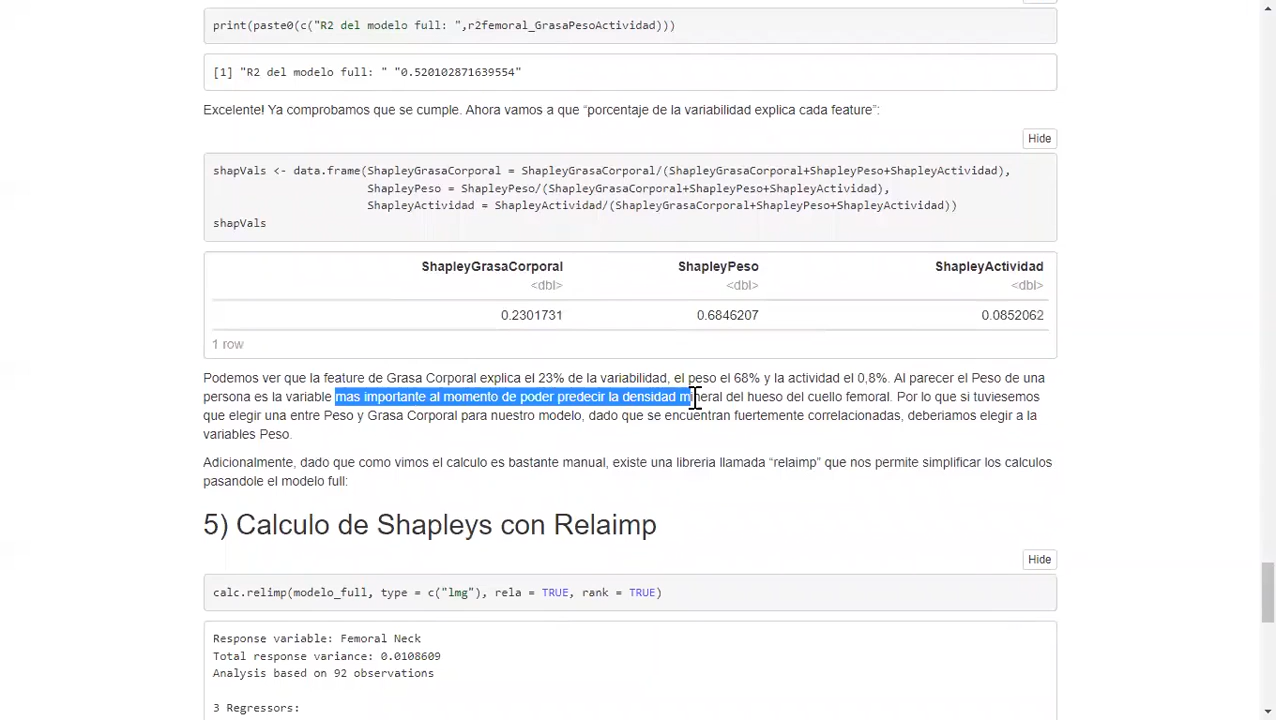 print(paste0(c("R2 del modelo full: ",r2femoral_GrasaPesoActividad)))
[1] "R2 del modelo full: " "0.520102871639554"
Excelente! Ya comprobamos que se cumple. Ahora vamos a que “porcentaje de la variabilidad explica cada feature”:
Hide
shapVals <- data.frame(ShapleyGrasaCorporal = ShapleyGrasaCorporal/(ShapleyGrasaCorporal+ShapleyPeso+ShapleyActividad),
ShapleyPeso = ShapleyPeso/(ShapleyGrasaCorporal+ShapleyPeso+ShapleyActividad),
ShapleyActividad = ShapleyActividad/(ShapleyGrasaCorporal+ShapleyPeso+ShapleyActividad))
shapVals
ShapleyGrasaCorporal ShapleyPeso ShapleyActividad
<dbl> <dbl> <dbl>
0.2301731 0.6846207 0.0852062
1 row
Podemos ver que la feature de Grasa Corporal explica el 23% de la variabilidad, el peso el 68% y la actividad el 0,8%. Al parecer el Peso de una
persona es la variable mas importante al momento de poder predecir la densidad mineral del hueso del cuello femoral. Por lo que si tuviesemos
que elegir una entre Peso y Grasa Corporal para nuestro modelo, dado que se encuentran fuertemente correlacionadas, deberiamos elegir a la
variables Peso.
Adicionalmente, dado que como vimos el calculo es bastante manual, existe una libreria llamada “relaimp” que nos permite simplificar los calculos
pasandole el modelo full:
5) Calculo de Shapleys con Relaimp
Hide
calc.relimp(modelo_full, type = c("lmg"), rela = TRUE, rank = TRUE)
Response variable: Femoral Neck
Total response variance: 0.0108609
Analysis based on 92 observations
3 Regressors: